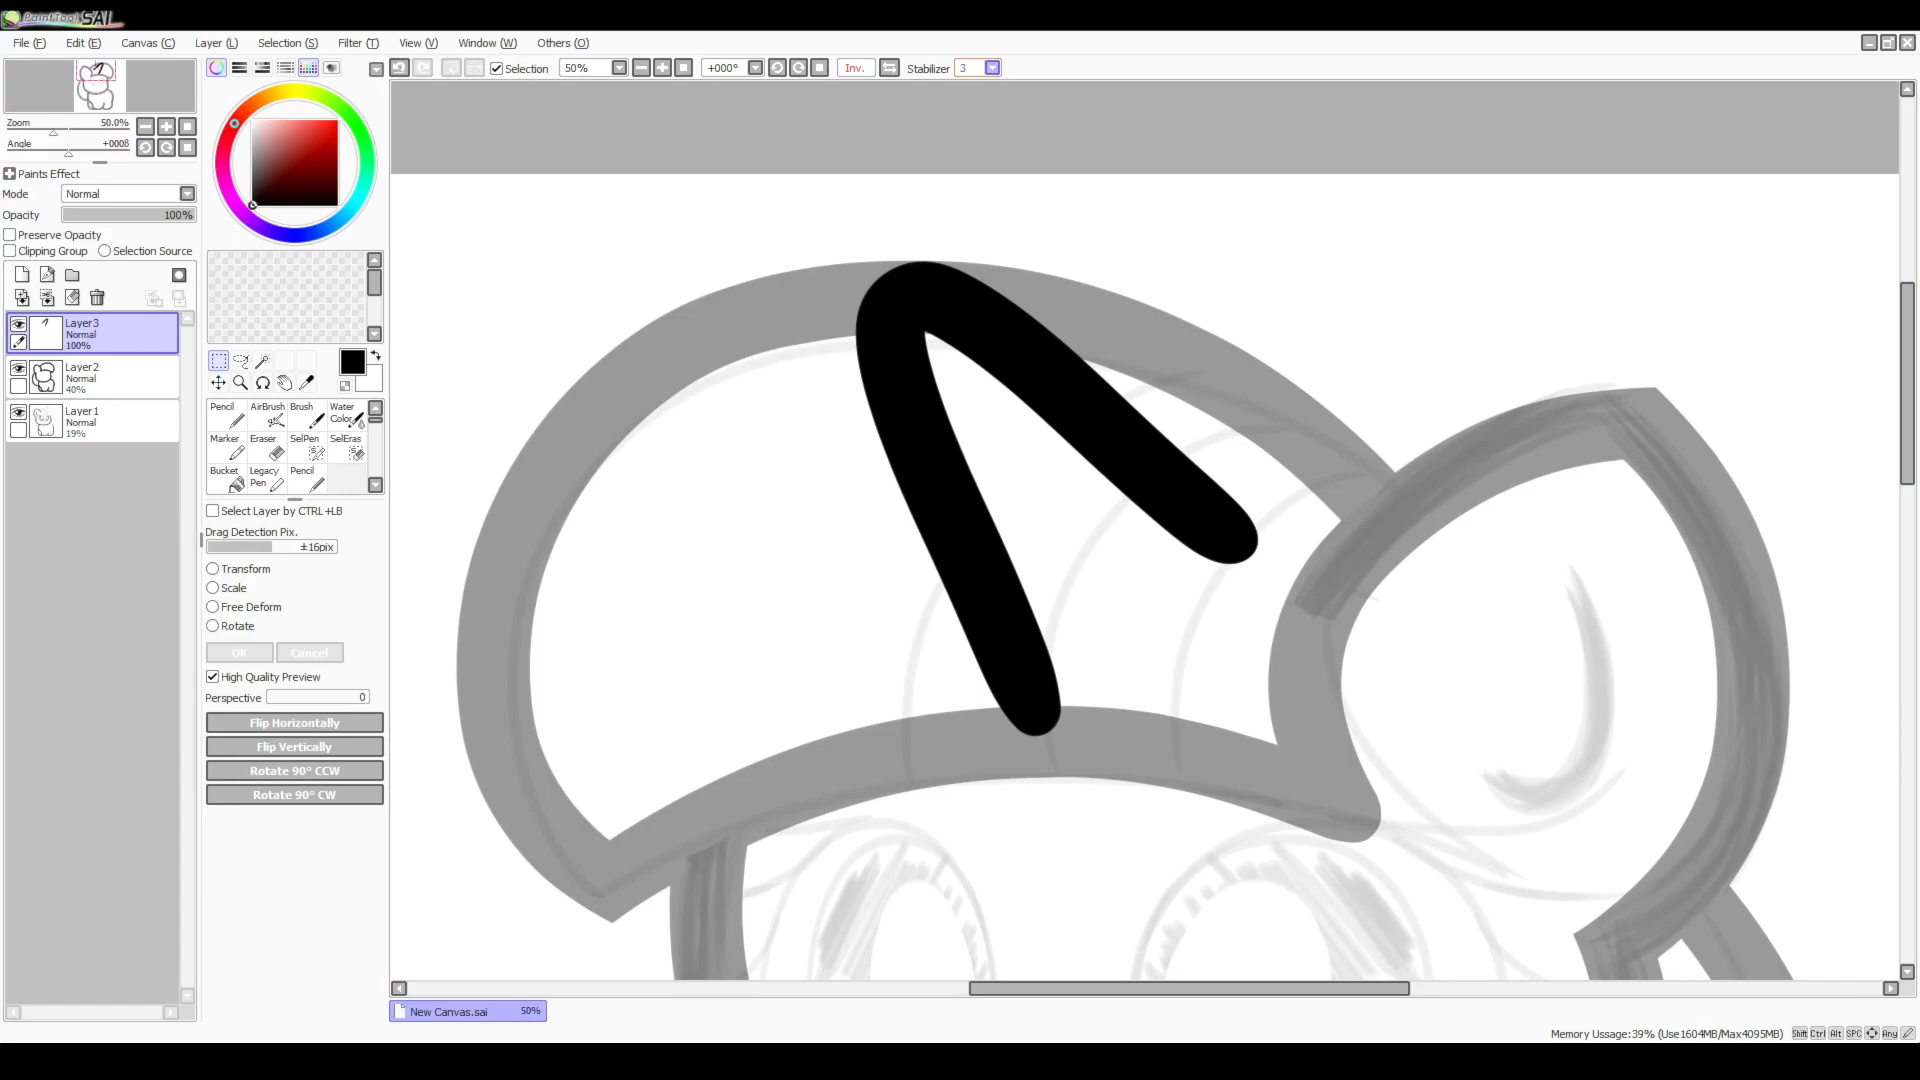 PaintTool SAI
File (F) Edit (E) Canvas (C) Layer (L) Selection (S) Filter (T) View (V) Window (W) Others (O)
Selection 50% +000° Inv. Stabilizer 3
Zoom 50.0%
Angle +000ß
Paints Effect
Mode Normal
Opacity 100%
Preserve Opacity
Clipping Group Selection Source
Layer3
Normal
100%
Layer2
Normal
40%
Layer1
Normal
19%
Pencil AirBrush Brush Water Color
Marker Eraser SelPen SelEras
Bucket Legacy Pen Pencil
Select Layer by CTRL+LB
Drag Detection Pix.
±16pix
Transform
Scale
Free Deform
Rotate
OK Cancel
High Quality Preview
Perspective 0
Flip Horizontally
Flip Vertically
Rotate 90° CCW
Rotate 90° CW
New Canvas.sai 50%
Memory Ussage:39% (Use1604MB/Max4095MB) Shift Ctrl Alt SPC Any